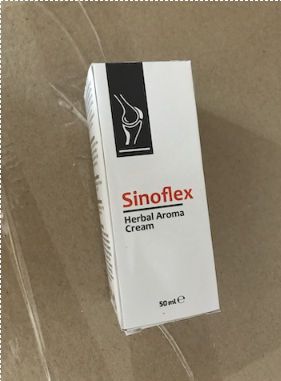 Sinoflex
Herbal Aroma
Cream
50 ml ℮